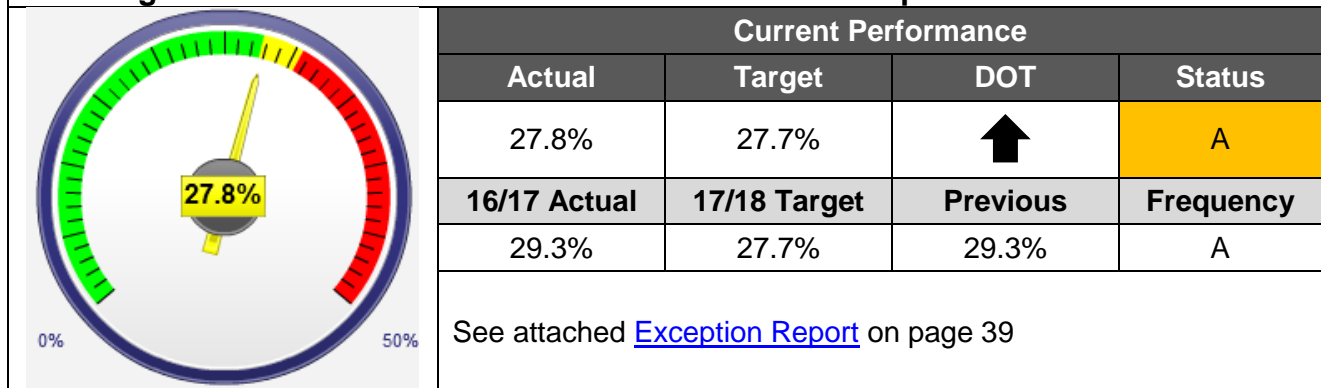 Current Performance
Actual Target DOT Status
27.8% 27.7% A
16/17 Actual 17/18 Target Previous Frequency
29.3% 27.7% 29.3% A
See attached Exception Report on page 39
27.8%
0% 50%